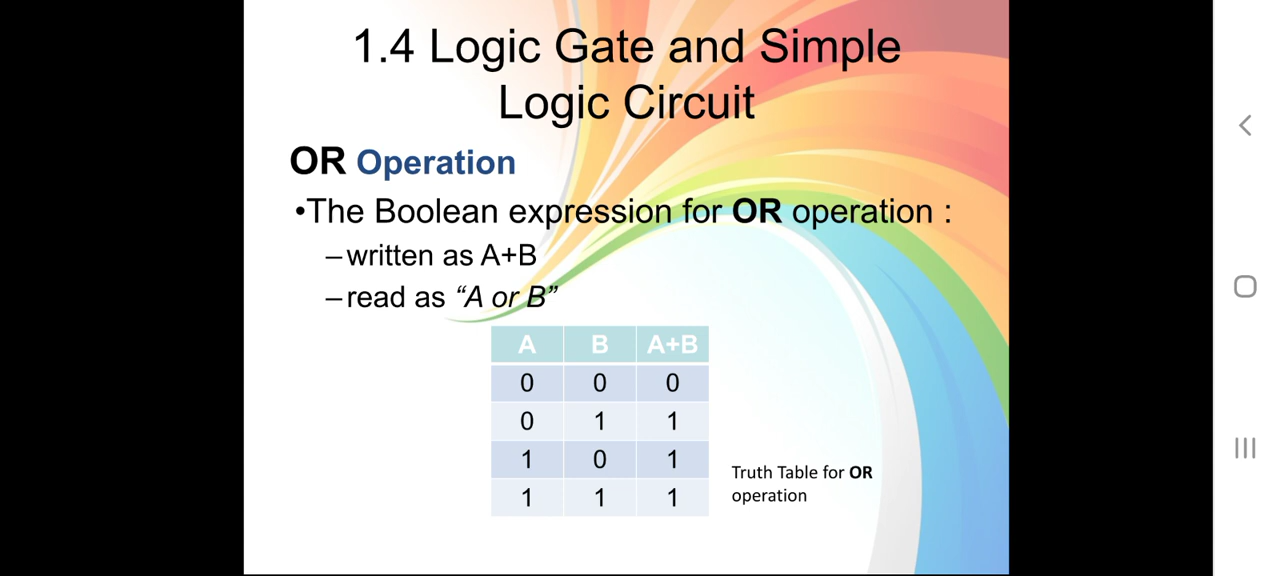 1.4 Logic Gate and Simple
Logic Circuit
OR Operation
•The Boolean expression for OR operation :
–written as A+B
–read as “A or B”
A B A+B
0 0 0
0 1 1
1 0 1
1 1 1
Truth Table for OR
operation